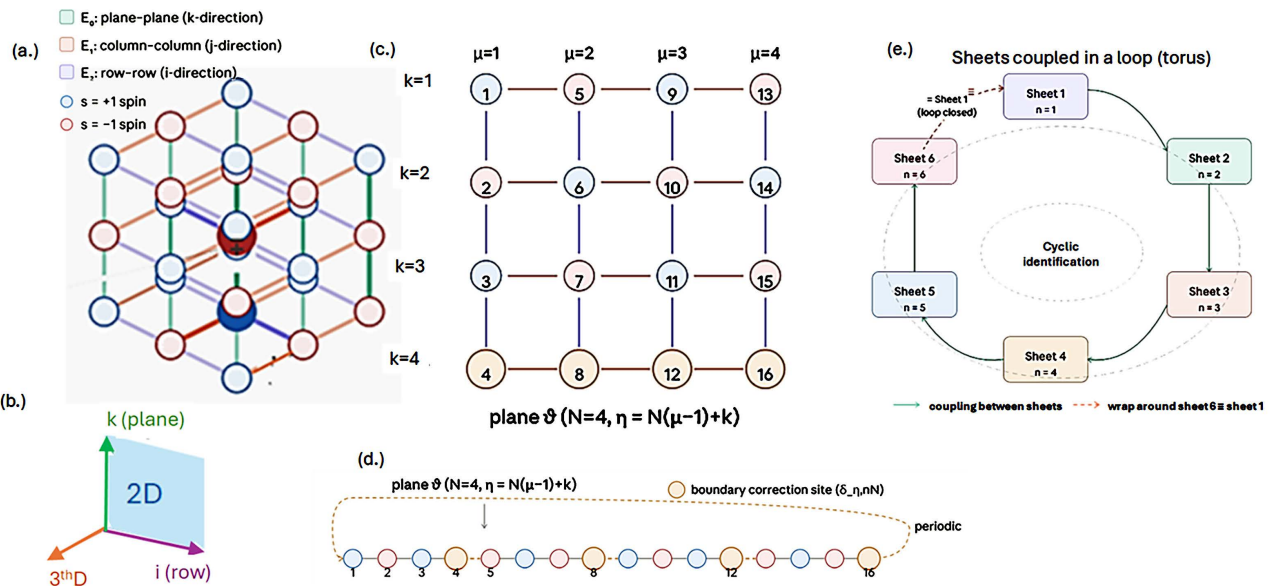 (a.)
E₀: plane-plane (k-direction)
E₁: column-column (j-direction)
E₂: row-row (i-direction)
s = +1 spin
s = −1 spin
(b.)
k (plane)
2D
3ᵗʰD
i (row)
(c.)
μ=1 μ=2 μ=3 μ=4
k=1
1 5 9 13
k=2
2 6 10 14
k=3
3 7 11 15
k=4
4 8 12 16
plane ϑ (N=4, η = N(μ−1)+k)
(d.)
plane ϑ (N=4, η = N(μ−1)+k)
boundary correction site (δ_η,nN)
periodic
1 2 3 4 5 8 12 16
(e.)
Sheets coupled in a loop (torus)
≡ Sheet 1
(loop closed)
Sheet 1
n = 1
Sheet 2
n = 2
Sheet 3
n = 3
Sheet 4
n = 4
Sheet 5
n = 5
Sheet 6
n = 6
Cyclic
identification
coupling between sheets
wrap around sheet 6 ≡ sheet 1